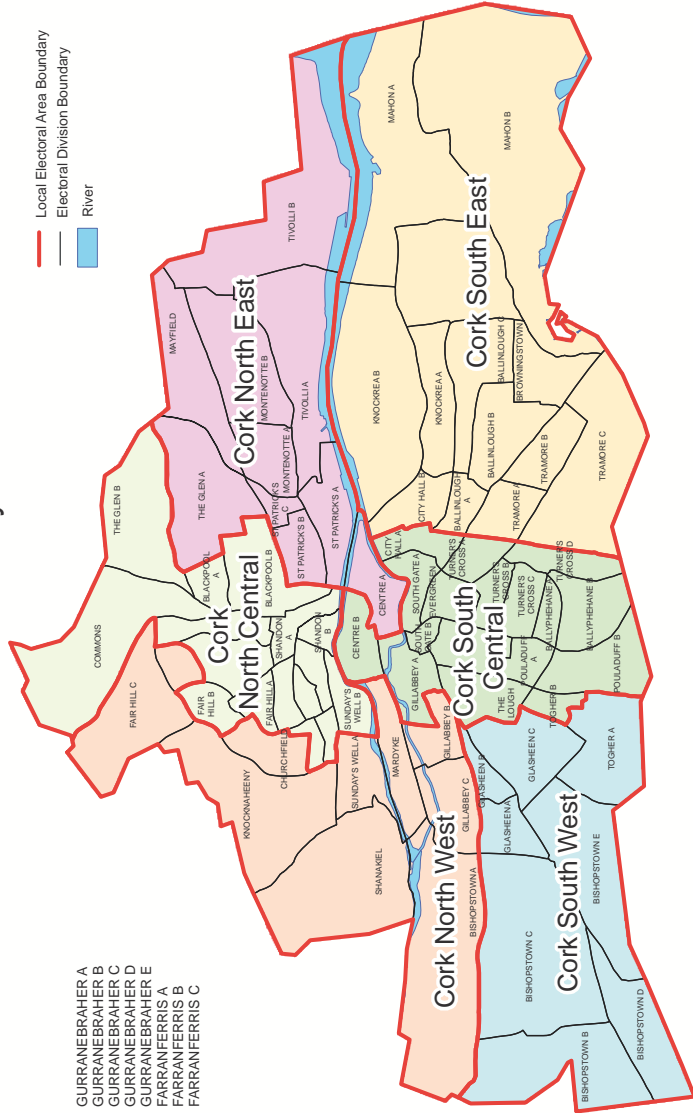 Local Electoral Area Boundary
Electoral Division Boundary
River
GURRANEBRAHER A
GURRANEBRAHER B
GURRANEBRAHER C
GURRANEBRAHER D
GURRANEBRAHER E
FARRANFERRIS A
FARRANFERRIS B
FARRANFERRIS C
Cork North West
FAIR HILL C
KNOCKNAHEENY
CHURCHFIELD
SUNDAY'S WELL A
SHANAKIEL
MARDYKE
GILLABBEY B
GILLABBEY C
BISHOPSTOWN A
Cork
North Central
COMMONS
THE GLEN B
FAIR
HILL B
FAIR HILL A
BLACKPOOL
A
BLACKPOOL B
SHANDON
A
SHANDON
B
SUNDAY'S
WELL B
Cork North East
THE GLEN A
MAYFIELD
MONTENOTTE B
MONTENOTTE A
ST PATRICK'S
C
ST PATRICK'S B
ST PATRICK'S A
TIVOLLI A
TIVOLLI B
CENTRE A
Cork South East
MAHON A
MAHON B
KNOCKREA B
KNOCKREA A
CITY HALL B
BALLINLOUGH
A
BALLINLOUGH B
BALLINLOUGH C
BROWNINGSTOWN
TRAMORE A
TRAMORE B
TRAMORE C
Cork South
Central
CENTRE B
CITY
HALL A
SOUTH GATE A
SOUTH
GATE B
EVERGREEN
GILLABBEY A
TURNER'S
CROSS A
TURNER'S
CROSS B
TURNER'S
CROSS C
TURNER'S
CROSS D
THE
LOUGH
POULADUFF
A
POULADUFF B
BALLYPHEHANE A
BALLYPHEHANE B
TOGHER B
Cork South West
GLASHEEN B
GLASHEEN A
GLASHEEN C
TOGHER A
BISHOPSTOWN C
BISHOPSTOWN E
BISHOPSTOWN B
BISHOPSTOWN D